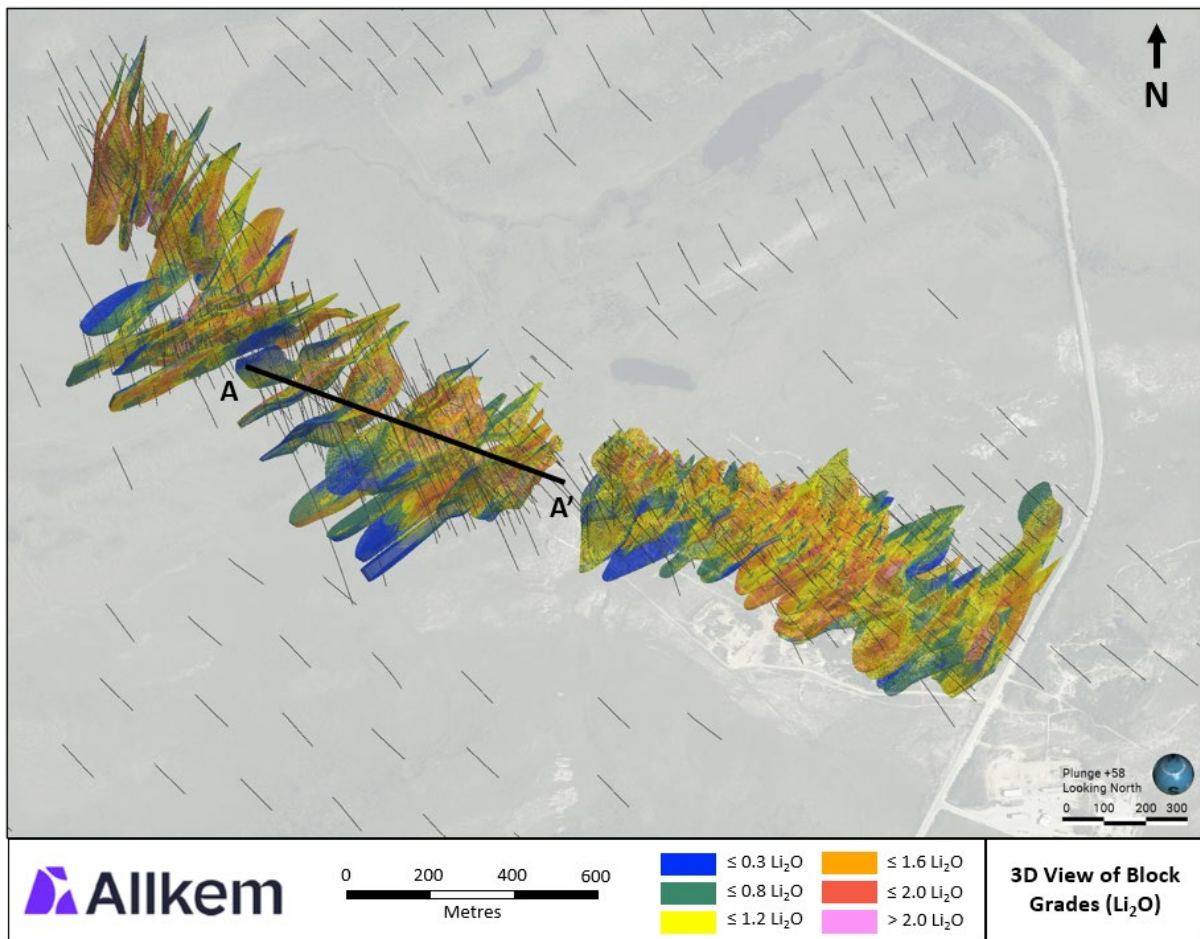 N
A
A’
Plunge +58
Looking North
0 100 200 300
Allkem
0 200 400 600
Metres
≤ 0.3 Li₂O
≤ 0.8 Li₂O
≤ 1.2 Li₂O
≤ 1.6 Li₂O
≤ 2.0 Li₂O
> 2.0 Li₂O
3D View of Block
Grades (Li₂O)